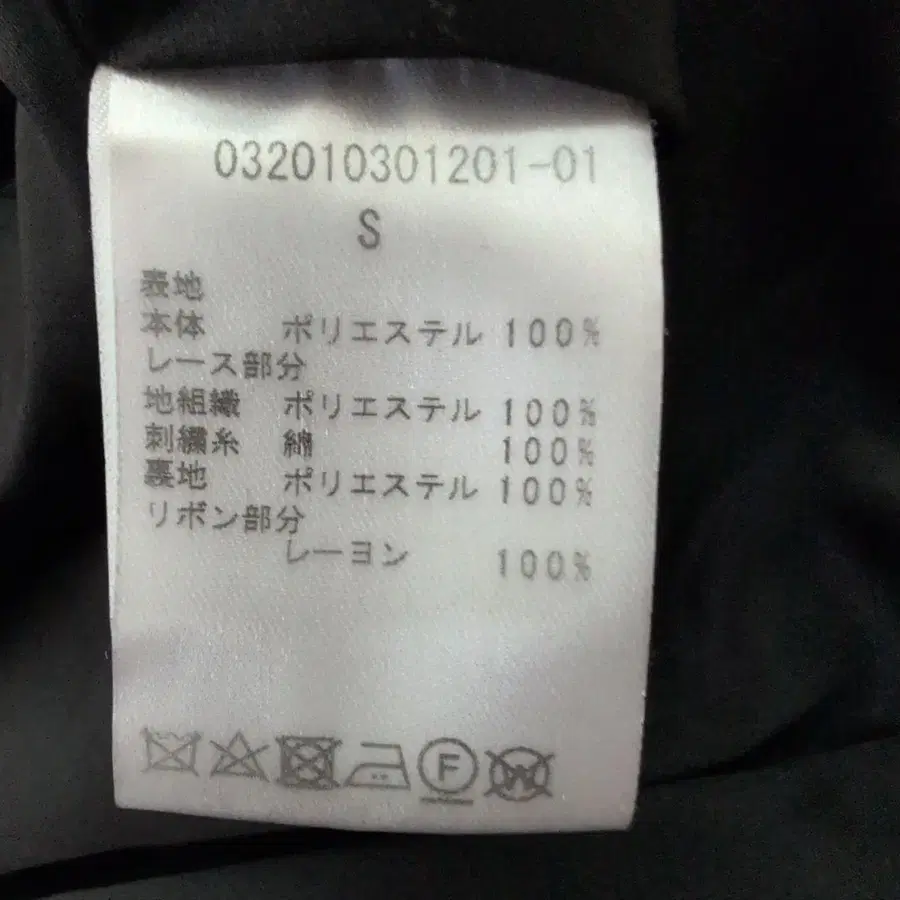 032010301201-01
S
表地
本体 ポリエステル 100%
レース部分
地組織 ポリエステル 100%
刺繍糸 綿 100%
裏地 ポリエステル 100%
リボン部分
レーヨン 100%
F W